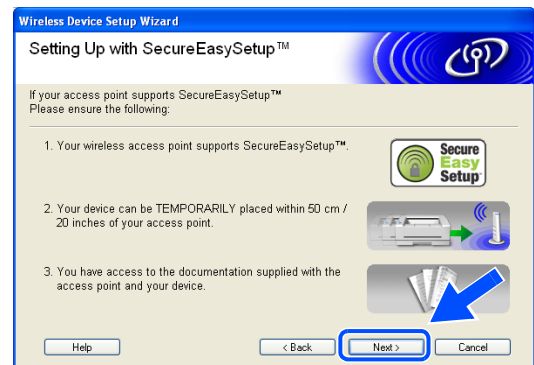 Wireless Device Setup Wizard
Setting Up with SecureEasySetup™
If your access point supports SecureEasySetup™
Please ensure the following:
1. Your wireless access point supports SecureEasySetup™.
Secure
Easy
Setup
2. Your device can be TEMPORARILY placed within 50 cm /
20 inches of your access point.
3. You have access to the documentation supplied with the
access point and your device.
Help
< Back
Next >
Cancel